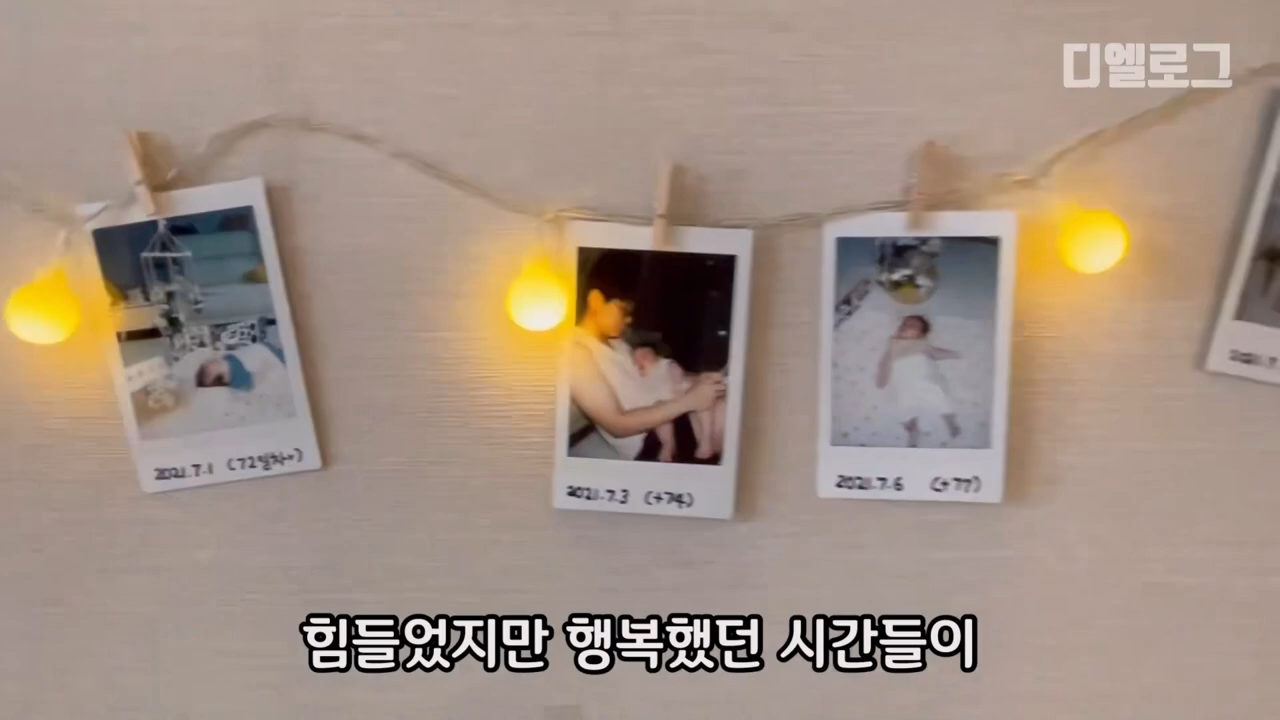 디엘로그
2021.7.1 (72일차~)
2021.7.3 (+74)
2021.7.6 (+77)
힘들었지만 행복했던 시간들이